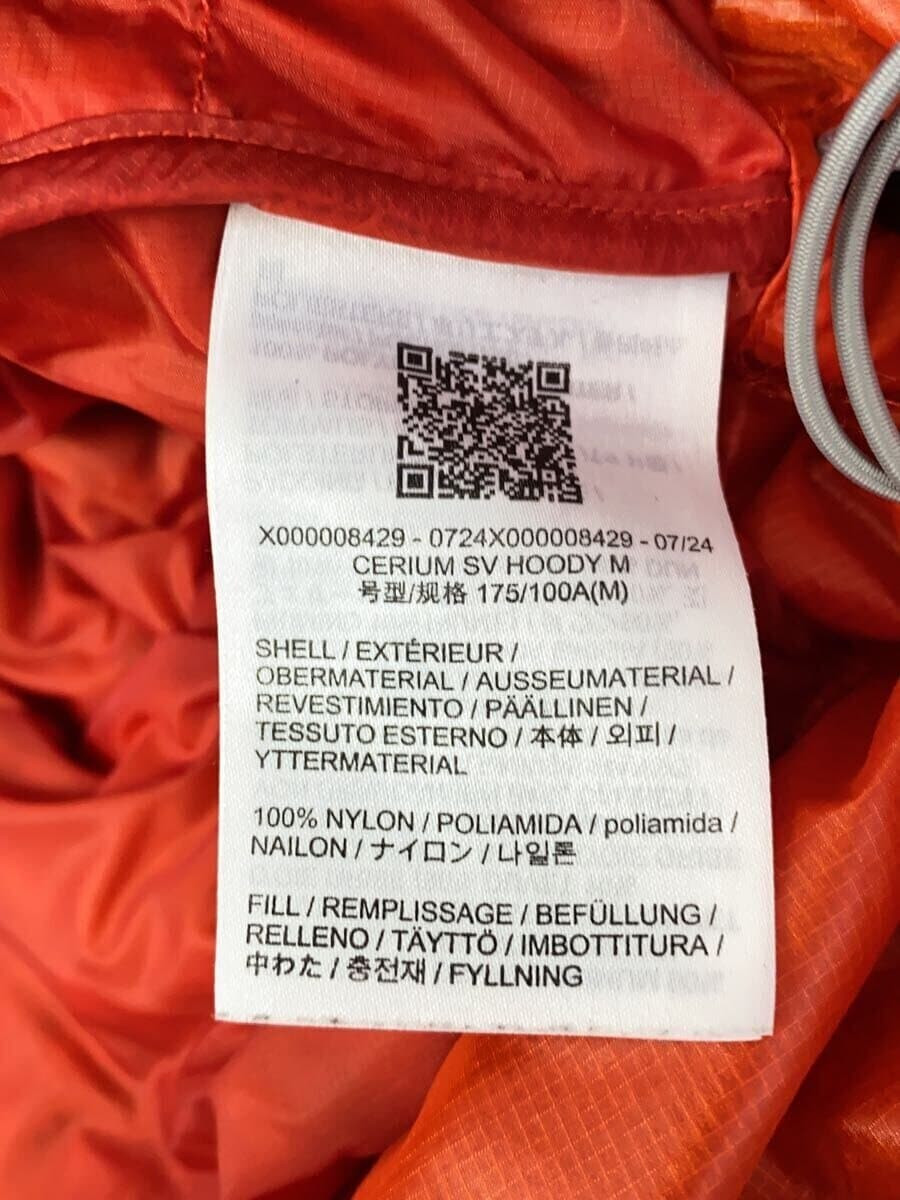 X000008429 - 0724X000008429 - 07/24
CERIUM SV HOODY M
号型/规格 175/100A(M)
SHELL / EXTÉRIEUR /
OBERMATERIAL / AUSSEUMATERIAL /
REVESTIMIENTO / PÄÄLLINEN /
TESSUTO ESTERNO / 本体 / 외피 /
YTTERMATERIAL
100% NYLON / POLIAMIDA / poliamida /
NAILON / ナイロン / 나일론
FILL / REMPLISSAGE / BEFÜLLUNG /
RELLENO / TÄYTTÖ / IMBOTTITURA /
中わた / 충전재 / FYLLNING